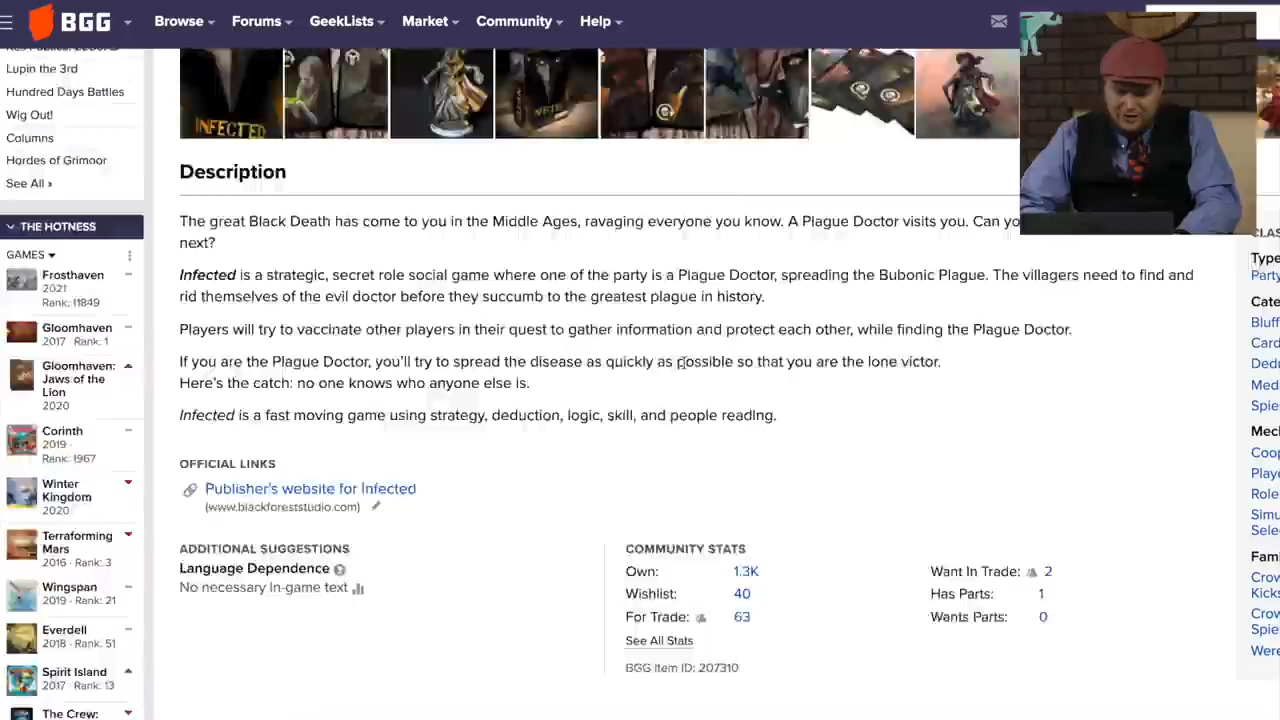 BGG
Browse
Forums
GeekLists
Market
Community
Help
Lupin the 3rd
Hundred Days Battles
Wig Out!
Columns
Hordes of Grimoor
See All »
THE HOTNESS
GAMES
Frosthaven
2021
Rank: 11849
Gloomhaven
2017 · Rank: 1
Gloomhaven:
Jaws of the
Lion
2020
Corinth
2019 ·
Rank: 1967
Winter
Kingdom
2020
Terraforming
Mars
2016 · Rank: 3
Wingspan
2019 · Rank: 21
Everdell
2018 · Rank: 51
Spirit Island
2017 · Rank: 13
The Crew:
INFECTED
Description
The great Black Death has come to you in the Middle Ages, ravaging everyone you know. A Plague Doctor visits you. Can yo
next?
Infected is a strategic, secret role social game where one of the party is a Plague Doctor, spreading the Bubonic Plague. The villagers need to find and
rid themselves of the evil doctor before they succumb to the greatest plague in history.
Players will try to vaccinate other players in their quest to gather information and protect each other, while finding the Plague Doctor.
If you are the Plague Doctor, you'll try to spread the disease as quickly as possible so that you are the lone victor.
Here's the catch: no one knows who anyone else is.
Infected is a fast moving game using strategy, deduction, logic, skill, and people reading.
OFFICIAL LINKS
Publisher's website for Infected
(www.blackforeststudio.com)
ADDITIONAL SUGGESTIONS
Language Dependence
No necessary in-game text
COMMUNITY STATS
Own: 1.3K
Wishlist: 40
For Trade: 63
See All Stats
BGG Item ID: 207310
Want In Trade: 2
Has Parts: 1
Wants Parts: 0
CLAS
Type
Party
Cate
Bluff
Card
Dedu
Med
Spies
Mech
Coop
Playe
Role
Simu
Selec
Fami
Crow
Kicks
Crow
Spie
Were